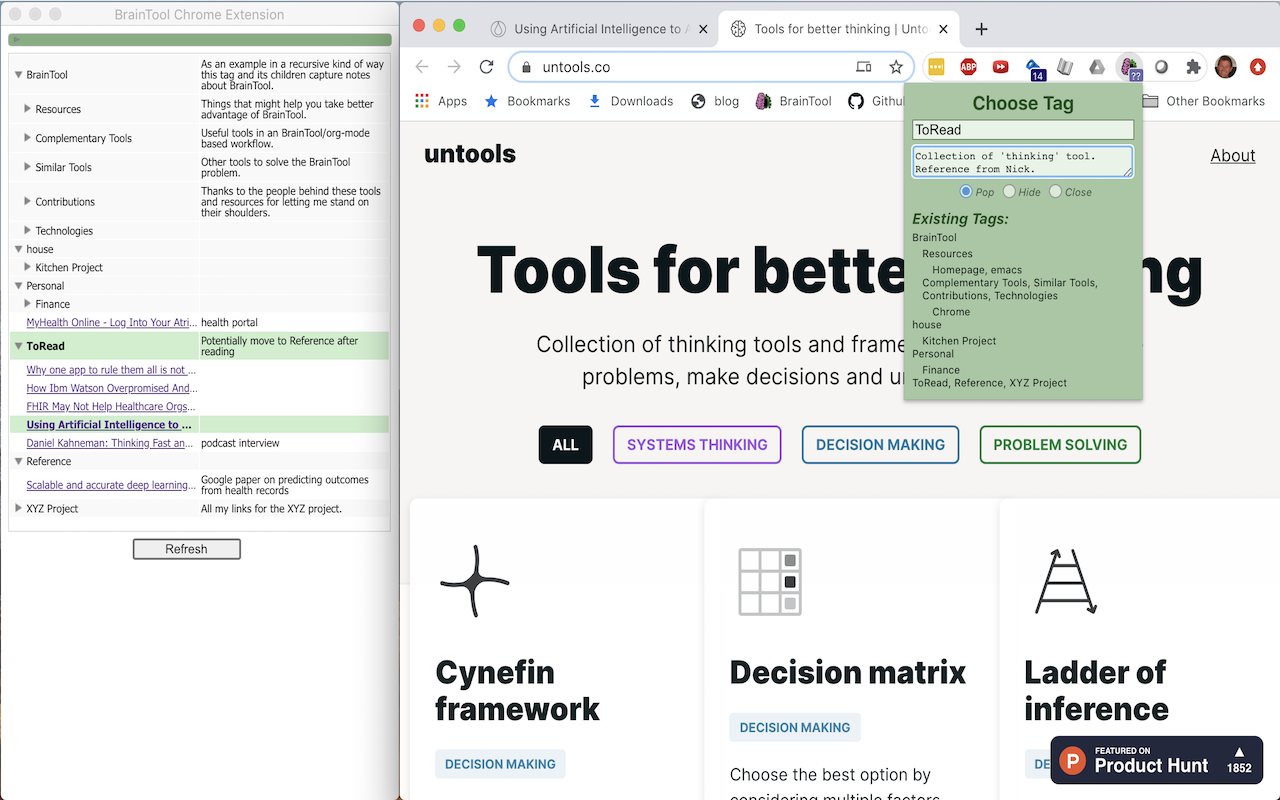 BrainTool Chrome Extension
BrainTool
As an example in a recursive kind of way
this tag and its children capture notes
about BrainTool.
Resources
Things that might help you take better
advantage of BrainTool.
Complementary Tools
Useful tools in an BrainTool/org-mode
based workflow.
Similar Tools
Other tools to solve the BrainTool
problem.
Contributions
Thanks to the people behind these tools
and resources for letting me stand on
their shoulders.
Technologies
house
Kitchen Project
Personal
Finance
MyHealth Online - Log Into Your Atri...
health portal
ToRead
Potentially move to Reference after
reading
Why one app to rule them all is not ...
How Ibm Watson Overpromised And...
FHIR May Not Help Healthcare Orgs...
Using Artificial Intelligence to ...
Daniel Kahneman: Thinking Fast an...
podcast interview
Reference
Scalable and accurate deep learning...
Google paper on predicting outcomes
from health records
XYZ Project
All my links for the XYZ project.
Refresh
Using Artificial Intelligence to
Tools for better thinking | Unto
untools.co
ABP
14
??
Apps
Bookmarks
Downloads
blog
BrainTool
Githu
Other Bookmarks
Choose Tag
ToRead
Collection of 'thinking' tool.
Reference from Nick.
Pop
Hide
Close
Existing Tags:
BrainTool
Resources
Homepage, emacs
Complementary Tools, Similar Tools,
Contributions, Technologies
Chrome
house
Kitchen Project
Personal
Finance
ToRead, Reference, XYZ Project
untools
About
Tools for bette ng
Collection of thinking tools and frame
problems, make decisions and u
ALL
SYSTEMS THINKING
DECISION MAKING
PROBLEM SOLVING
Cynefin
framework
DECISION MAKING
Decision matrix
DECISION MAKING
Choose the best option by
considering multiple factors
Ladder of
inference
DE
P
FEATURED ON
Product Hunt
▲
1852